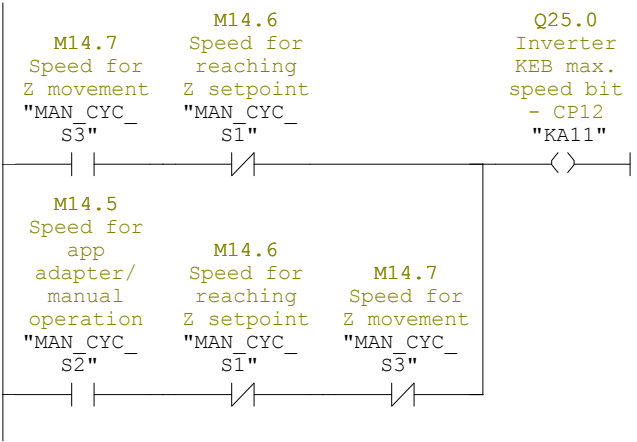 M14.7
Speed for
Z movement
"MAN_CYC_
S3"
M14.6
Speed for
reaching
Z setpoint
"MAN_CYC_
S1"
Q25.0
Inverter
KEB max.
speed bit
- CP12
"KA11"
M14.5
Speed for
app
adapter/
manual
operation
"MAN_CYC_
S2"
M14.6
Speed for
reaching
Z setpoint
"MAN_CYC_
S1"
M14.7
Speed for
Z movement
"MAN_CYC_
S3"